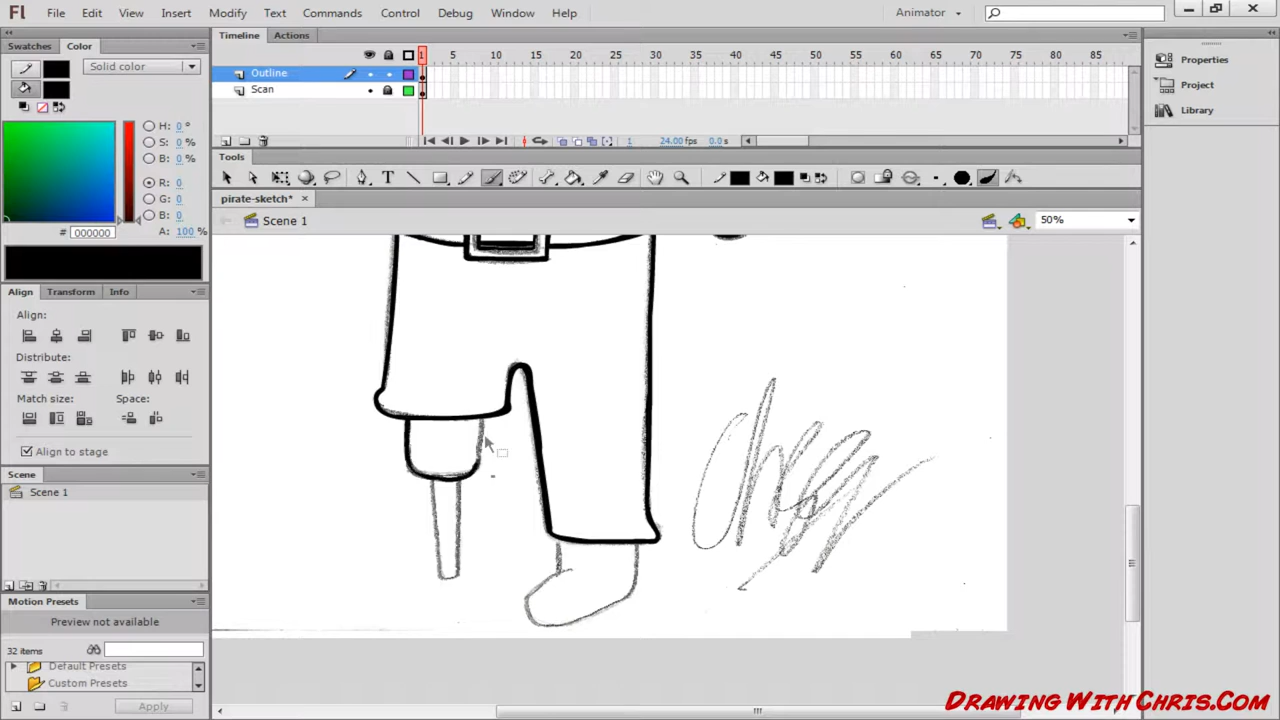 Fl File Edit View Insert Modify Text Commands Control Debug Window Help Animator
Swatches Color
Solid color
H: 0 °
S: 0 %
B: 0 %
R: 0
G: 0
B: 0
# 000000 A: 100 %
Align Transform Info
Align:
Distribute:
Match size: Space:
Align to stage
Scene
Scene 1
Motion Presets
Preview not available
32 items
Default Presets
Custom Presets
Apply
Timeline Actions
1 5 10 15 20 25 30 35 40 45 50 55 60 65 70 75 80 85
Outline
Scan
1 24.00 fps 0.0 s
Tools
pirate-sketch* ×
Scene 1 50%
Properties
Project
Library
DrawingWithChris.Com